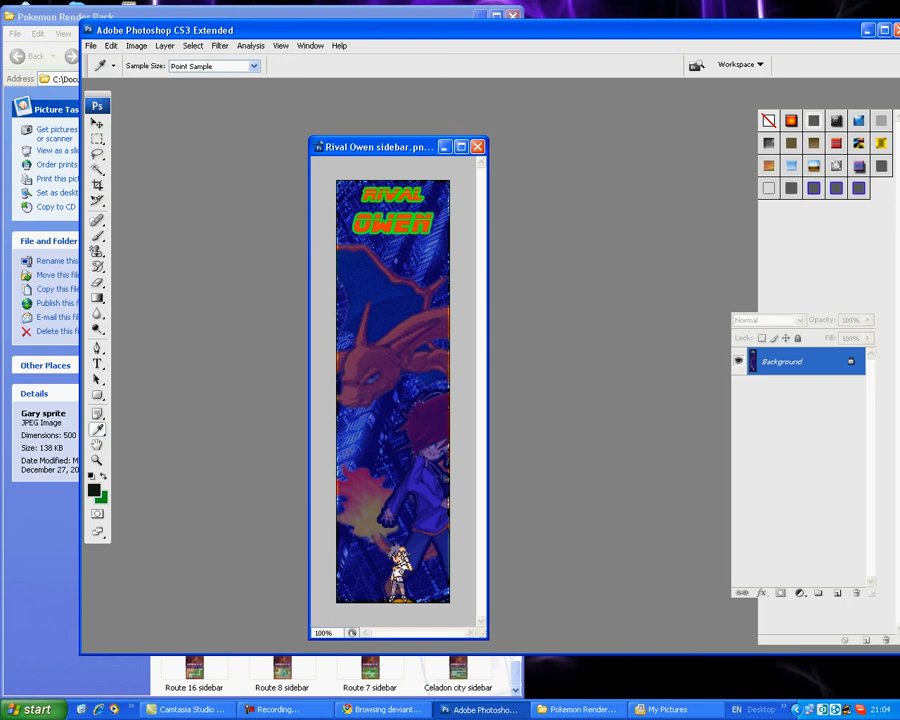 Pokemon Render Pack
File Edit View
Back
Address C:\Docu
Picture Tas
Get pictures
or scanner
View as a slid
Order prints
Print this pic
Set as deskt
Copy to CD
File and Folder
Rename this
Move this file
Copy this file
Publish this f
E-mail this file
Delete this fi
Other Places
Details
Gary sprite
JPEG Image
Dimensions: 500
Size: 138 KB
Date Modified: M
December 27, 20
Adobe Photoshop CS3 Extended
File Edit Image Layer Select Filter Analysis View Window Help
Sample Size: Point Sample
Workspace
Ps
Rival Owen sidebar.pn...
RIVAL
OWEN
100%
Normal Opacity: 100%
Lock: Fill: 100%
Background
fx
Route 16 sidebar Route 8 sidebar Route 7 sidebar Celadon city sidebar
start Camtasia Studio ... Recording... Browsing deviant... Adobe Photosho... Pokemon Render... My Pictures EN Desktop 21:04